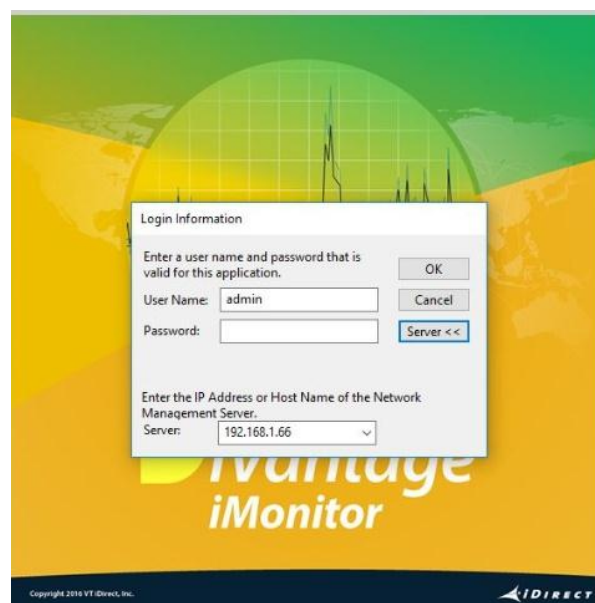 Login Information
Enter a user name and password that is
valid for this application.
OK
User Name:
admin
Cancel
Password:
Server <<
Enter the IP Address or Host Name of the Network
Management Server.
Server:
192.168.1.66
iVantage
iMonitor
Copyright 2016 VT iDirect, Inc.
iDIRECT